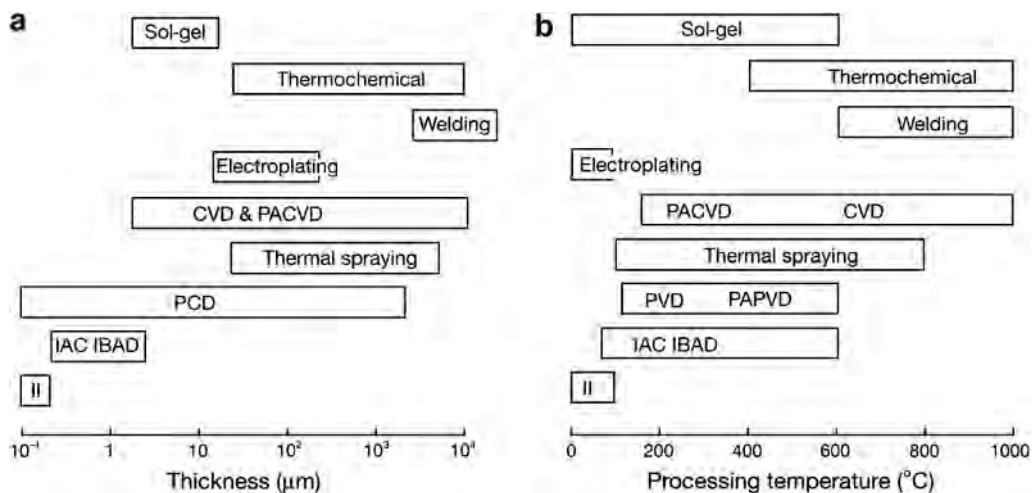 a
Sol-gel
Thermochemical
Welding
Electroplating
CVD & PACVD
Thermal spraying
PCD
IAC IBAD
II
10⁻¹ 1 10 10² 10³ 10⁴
Thickness (μm)
b
Sol-gel
Thermochemical
Welding
Electroplating
PACVD CVD
Thermal spraying
PVD PAPVD
IAC IBAD
II
0 200 400 600 800 1000
Processing temperature (°C)